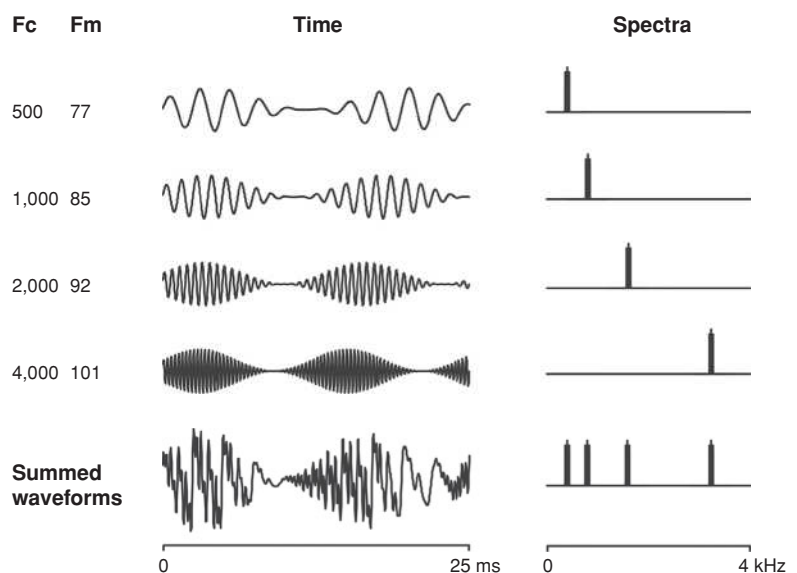 Fc Fm Time Spectra
500 77
1,000 85
2,000 92
4,000 101
Summed
waveforms
0 25 ms 0 4 kHz